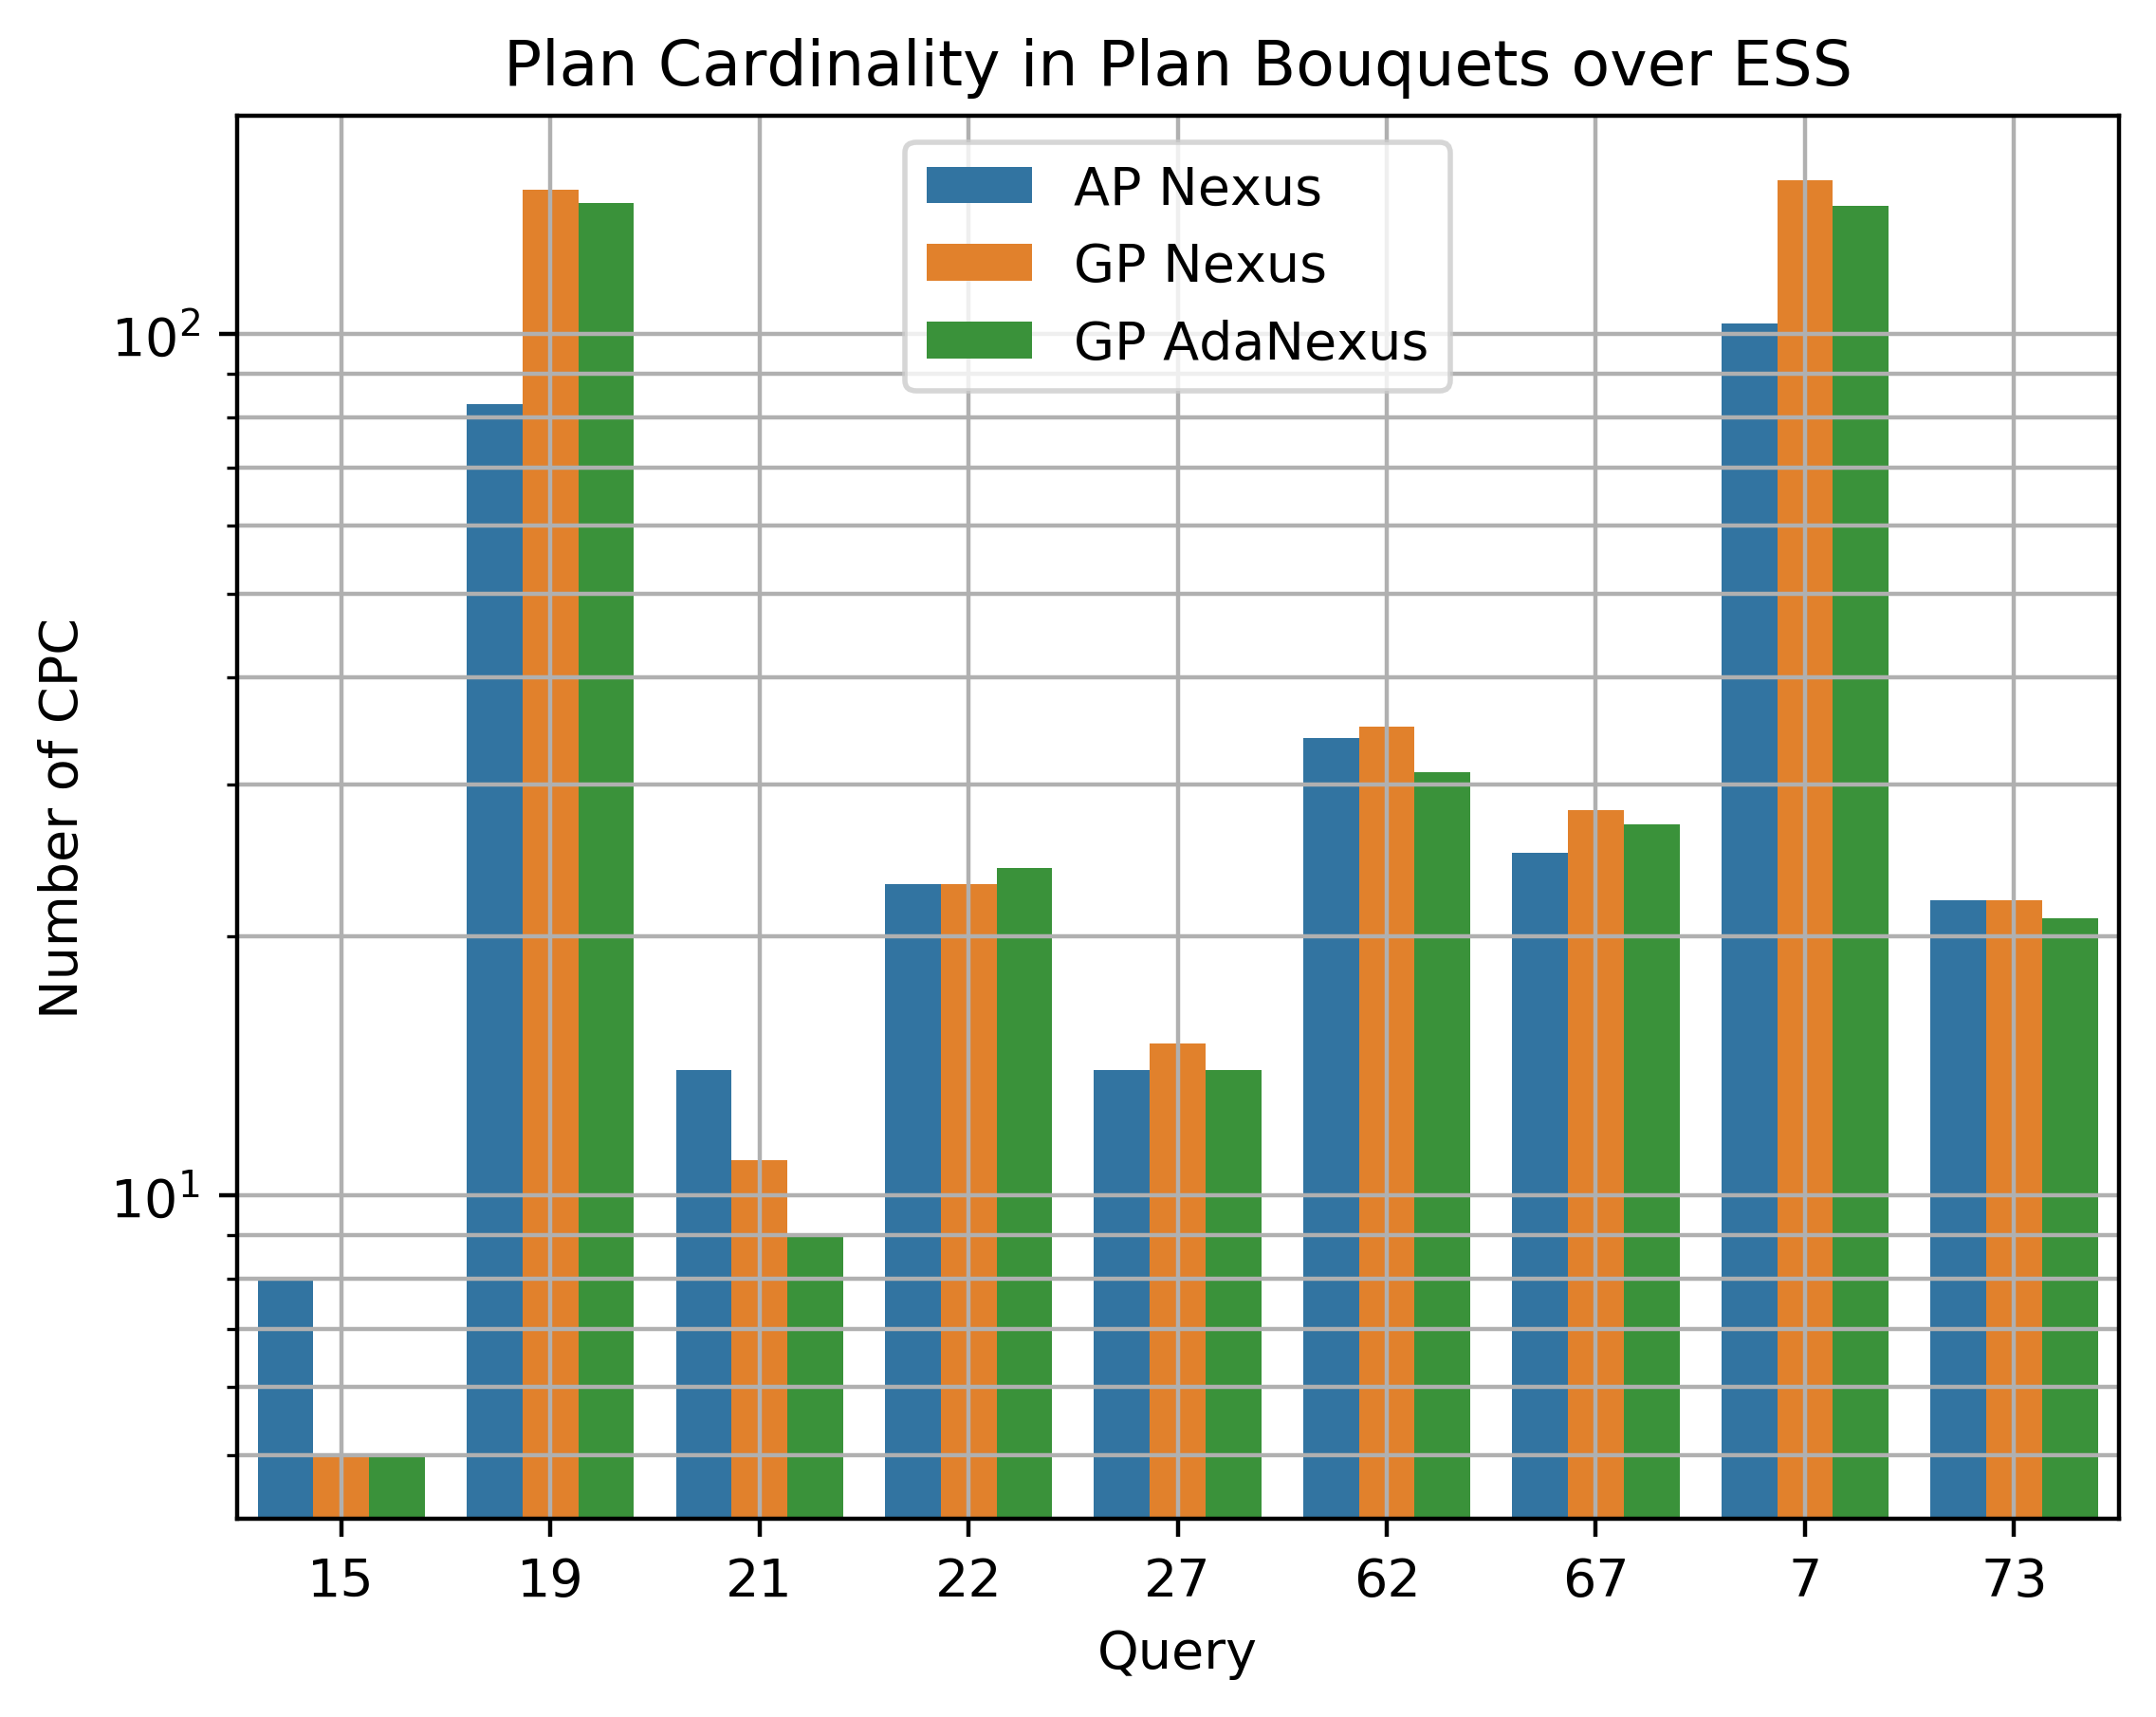 Plan Cardinality in Plan Bouquets over ESS
AP Nexus
GP Nexus
GP AdaNexus
10²
10¹
Number of CPC
15 19 21 22 27 62 67 7 73
Query